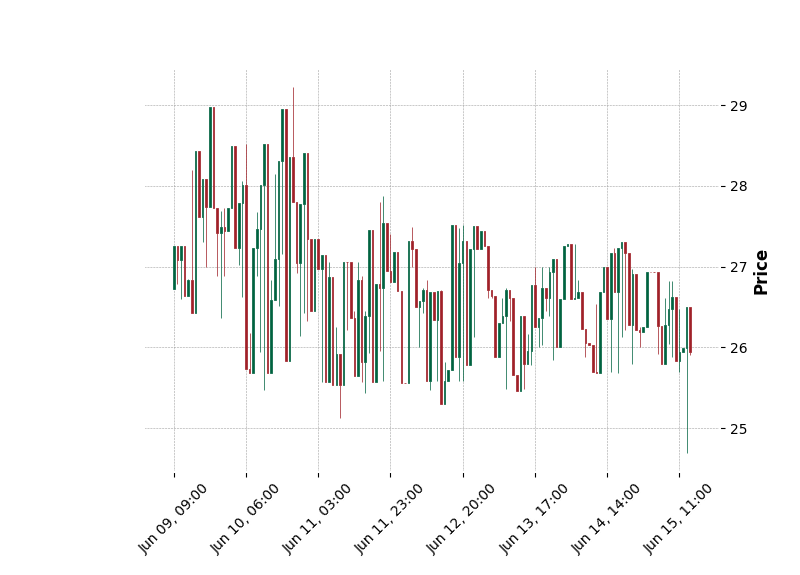 29
28
27
26
25
Price
Jun 09, 09:00
Jun 10, 06:00
Jun 11, 03:00
Jun 11, 23:00
Jun 12, 20:00
Jun 13, 17:00
Jun 14, 14:00
Jun 15, 11:00